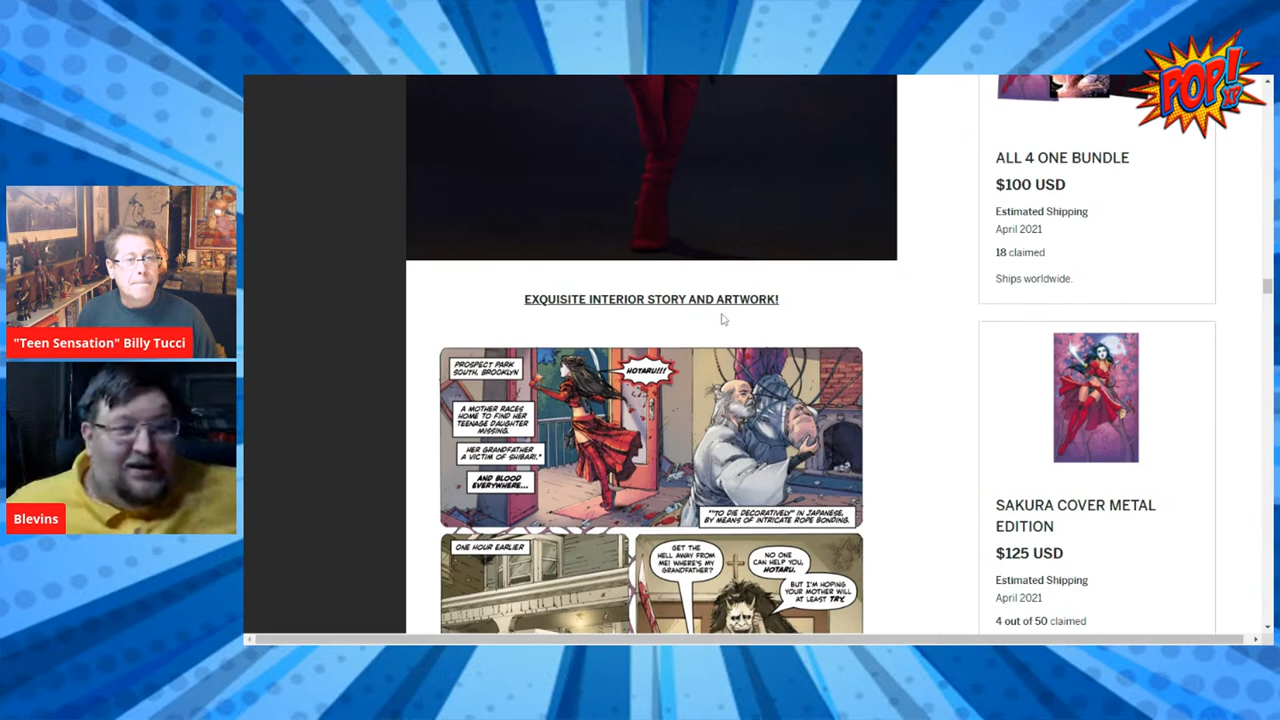 POP!
XP
"Teen Sensation" Billy Tucci
Blevins
EXQUISITE INTERIOR STORY AND ARTWORK!
PROSPECT PARK
SOUTH, BROOKLYN
HOTARU!!!
A MOTHER RACES
HOME TO FIND HER
TEENAGE DAUGHTER
MISSING.
HER GRANDFATHER
A VICTIM OF SHIBARI.*
AND BLOOD
EVERYWHERE...
*"TO DIE DECORATIVELY" IN JAPANESE,
BY MEANS OF INTRICATE ROPE BONDING.
ONE HOUR EARLIER
GET THE
HELL AWAY FROM
ME! WHERE'S MY
GRANDFATHER?
NO ONE
CAN HELP YOU,
HOTARU.
BUT I'M HOPING
YOUR MOTHER WILL
AT LEAST TRY.
ALL 4 ONE BUNDLE
$100 USD
Estimated Shipping
April 2021
18 claimed
Ships worldwide.
SAKURA COVER METAL
EDITION
$125 USD
Estimated Shipping
April 2021
4 out of 50 claimed